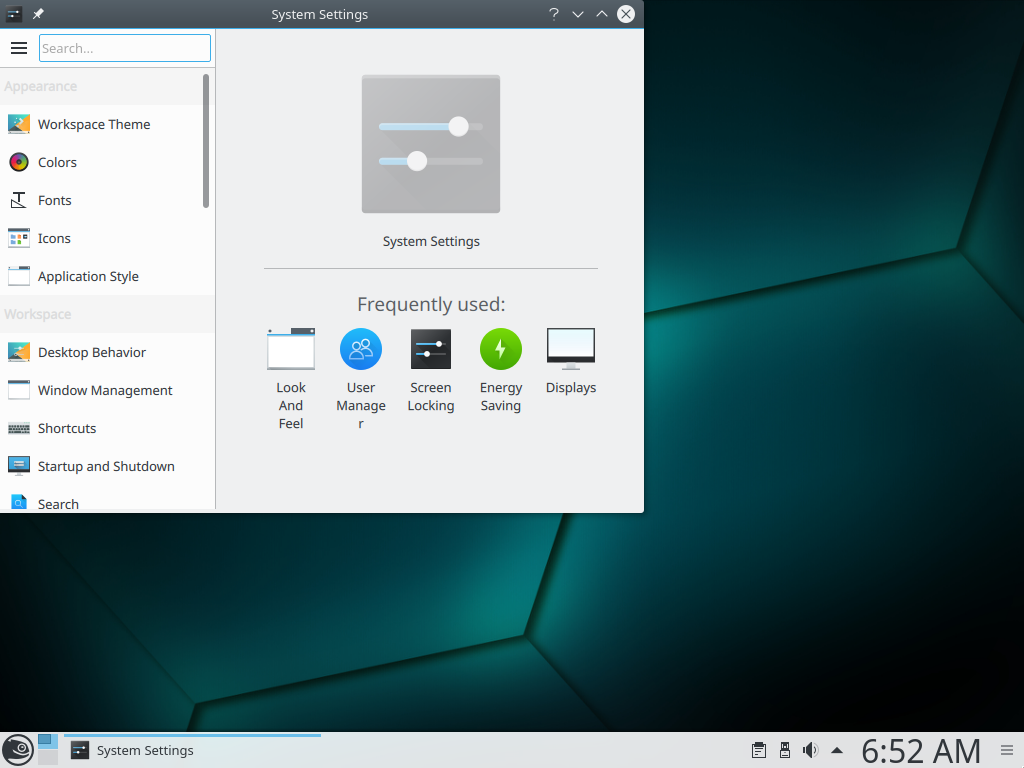 System Settings
Search...
Appearance
Workspace Theme
Colors
Fonts
Icons
Application Style
Workspace
Desktop Behavior
Window Management
Shortcuts
Startup and Shutdown
Search
System Settings
Frequently used:
Look
And
Feel
User
Manage
r
Screen
Locking
Energy
Saving
Displays
System Settings
6:52 AM